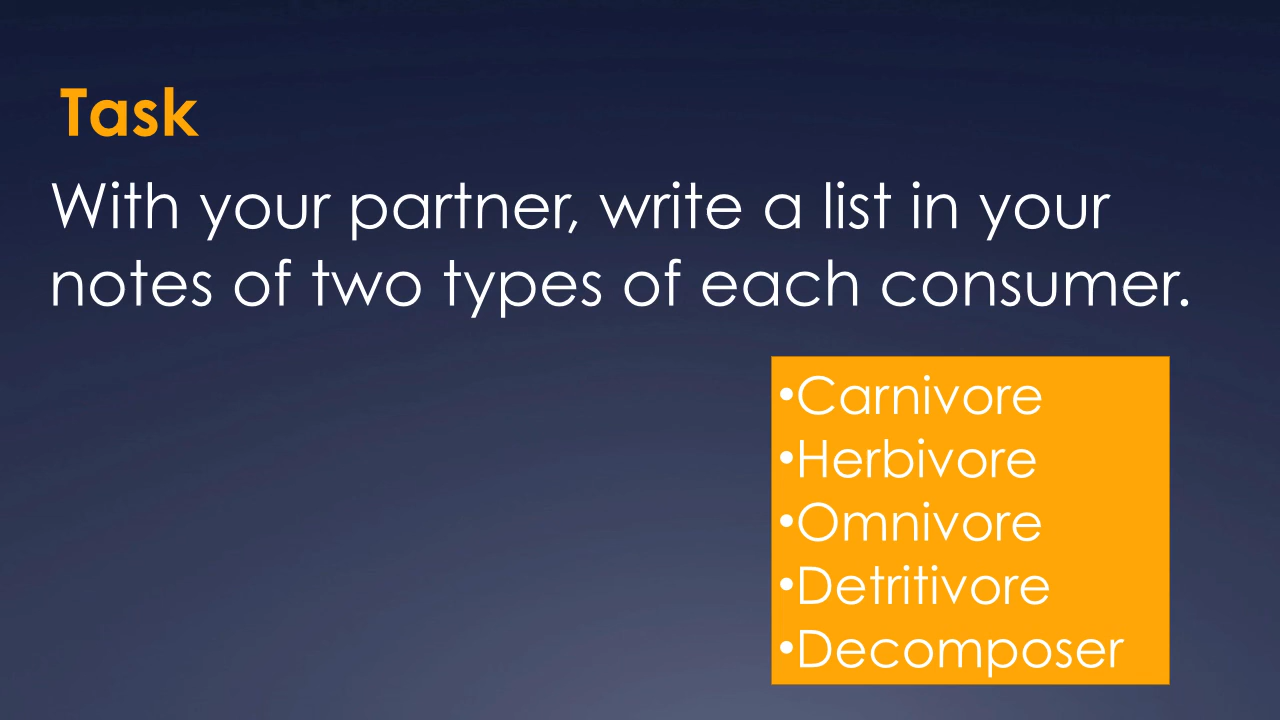 Task
With your partner, write a list in your
notes of two types of each consumer.
•Carnivore
•Herbivore
•Omnivore
•Detritivore
•Decomposer